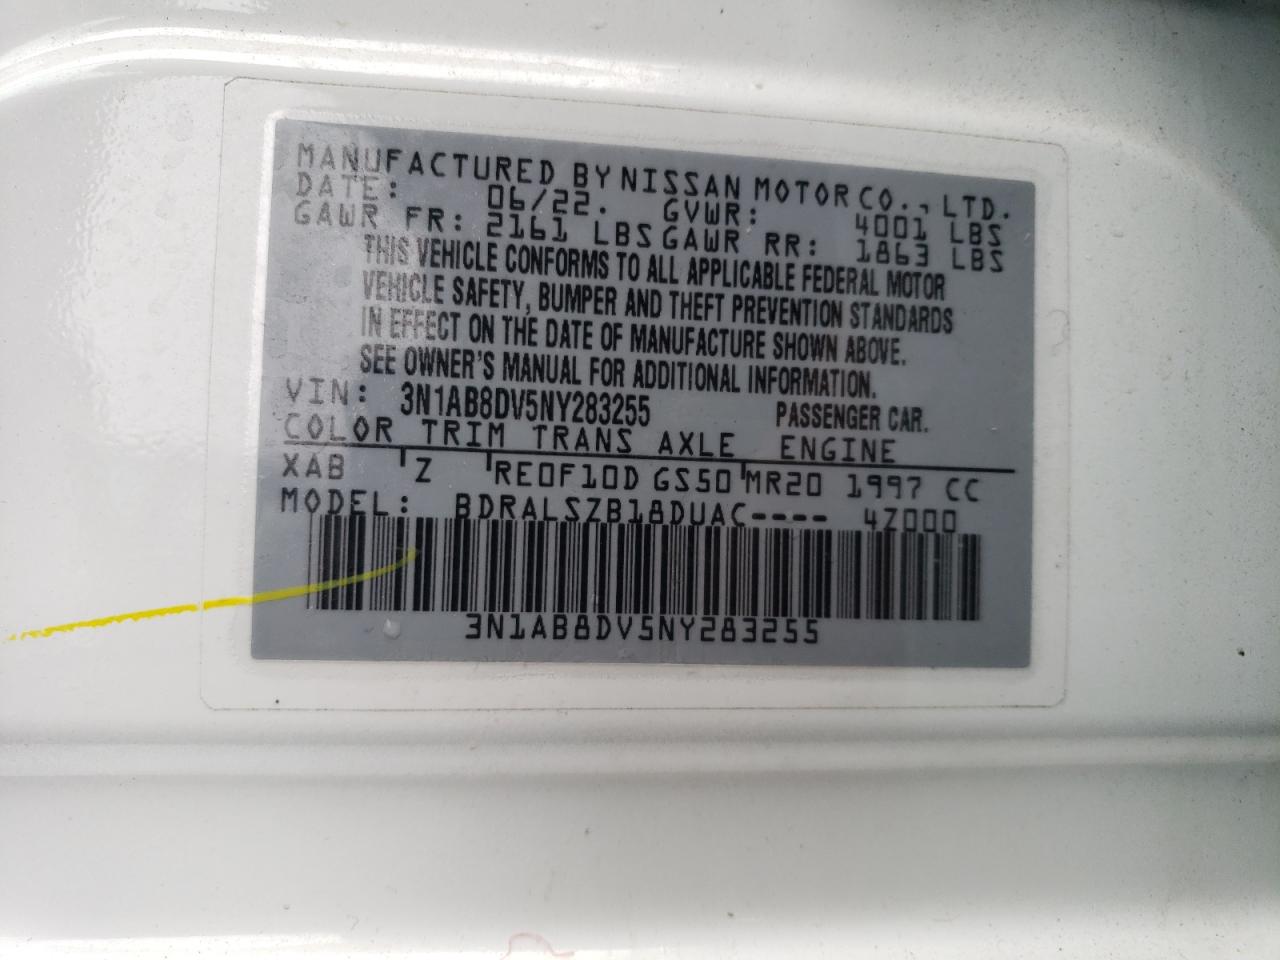 MANUFACTURED BY NISSAN MOTOR CO., LTD.
DATE: 06/22. GVWR: 4001 LBS
GAWR FR: 2161 LBS GAWR RR: 1863 LBS
THIS VEHICLE CONFORMS TO ALL APPLICABLE FEDERAL MOTOR
VEHICLE SAFETY, BUMPER AND THEFT PREVENTION STANDARDS
IN EFFECT ON THE DATE OF MANUFACTURE SHOWN ABOVE.
SEE OWNER'S MANUAL FOR ADDITIONAL INFORMATION.
VIN: 3N1AB8DV5NY283255 PASSENGER CAR.
COLOR TRIM TRANS AXLE ENGINE
XAB Z RE0F10D GS50 MR20 1997 CC
MODEL: BDRALSZB18DUAC---- 4Z000
3N1AB8DV5NY283255